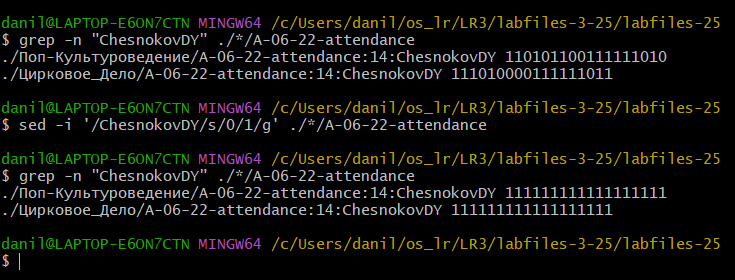 danil@LAPTOP-E6ON7CTN MINGW64 /c/Users/danil/os_lr/LR3/labfiles-3-25/labfiles-25
$ grep -n "ChesnokovDY" ./*/A-06-22-attendance
./Поп-Культуроведение/A-06-22-attendance:14:ChesnokovDY 110101100111111010
./Цирковое_Дело/A-06-22-attendance:14:ChesnokovDY 111010000111111011
danil@LAPTOP-E6ON7CTN MINGW64 /c/Users/danil/os_lr/LR3/labfiles-3-25/labfiles-25
$ sed -i '/ChesnokovDY/s/0/1/g' ./*/A-06-22-attendance
danil@LAPTOP-E6ON7CTN MINGW64 /c/Users/danil/os_lr/LR3/labfiles-3-25/labfiles-25
$ grep -n "ChesnokovDY" ./*/A-06-22-attendance
./Поп-Культуроведение/A-06-22-attendance:14:ChesnokovDY 111111111111111111
./Цирковое_Дело/A-06-22-attendance:14:ChesnokovDY 111111111111111111
danil@LAPTOP-E6ON7CTN MINGW64 /c/Users/danil/os_lr/LR3/labfiles-3-25/labfiles-25
$